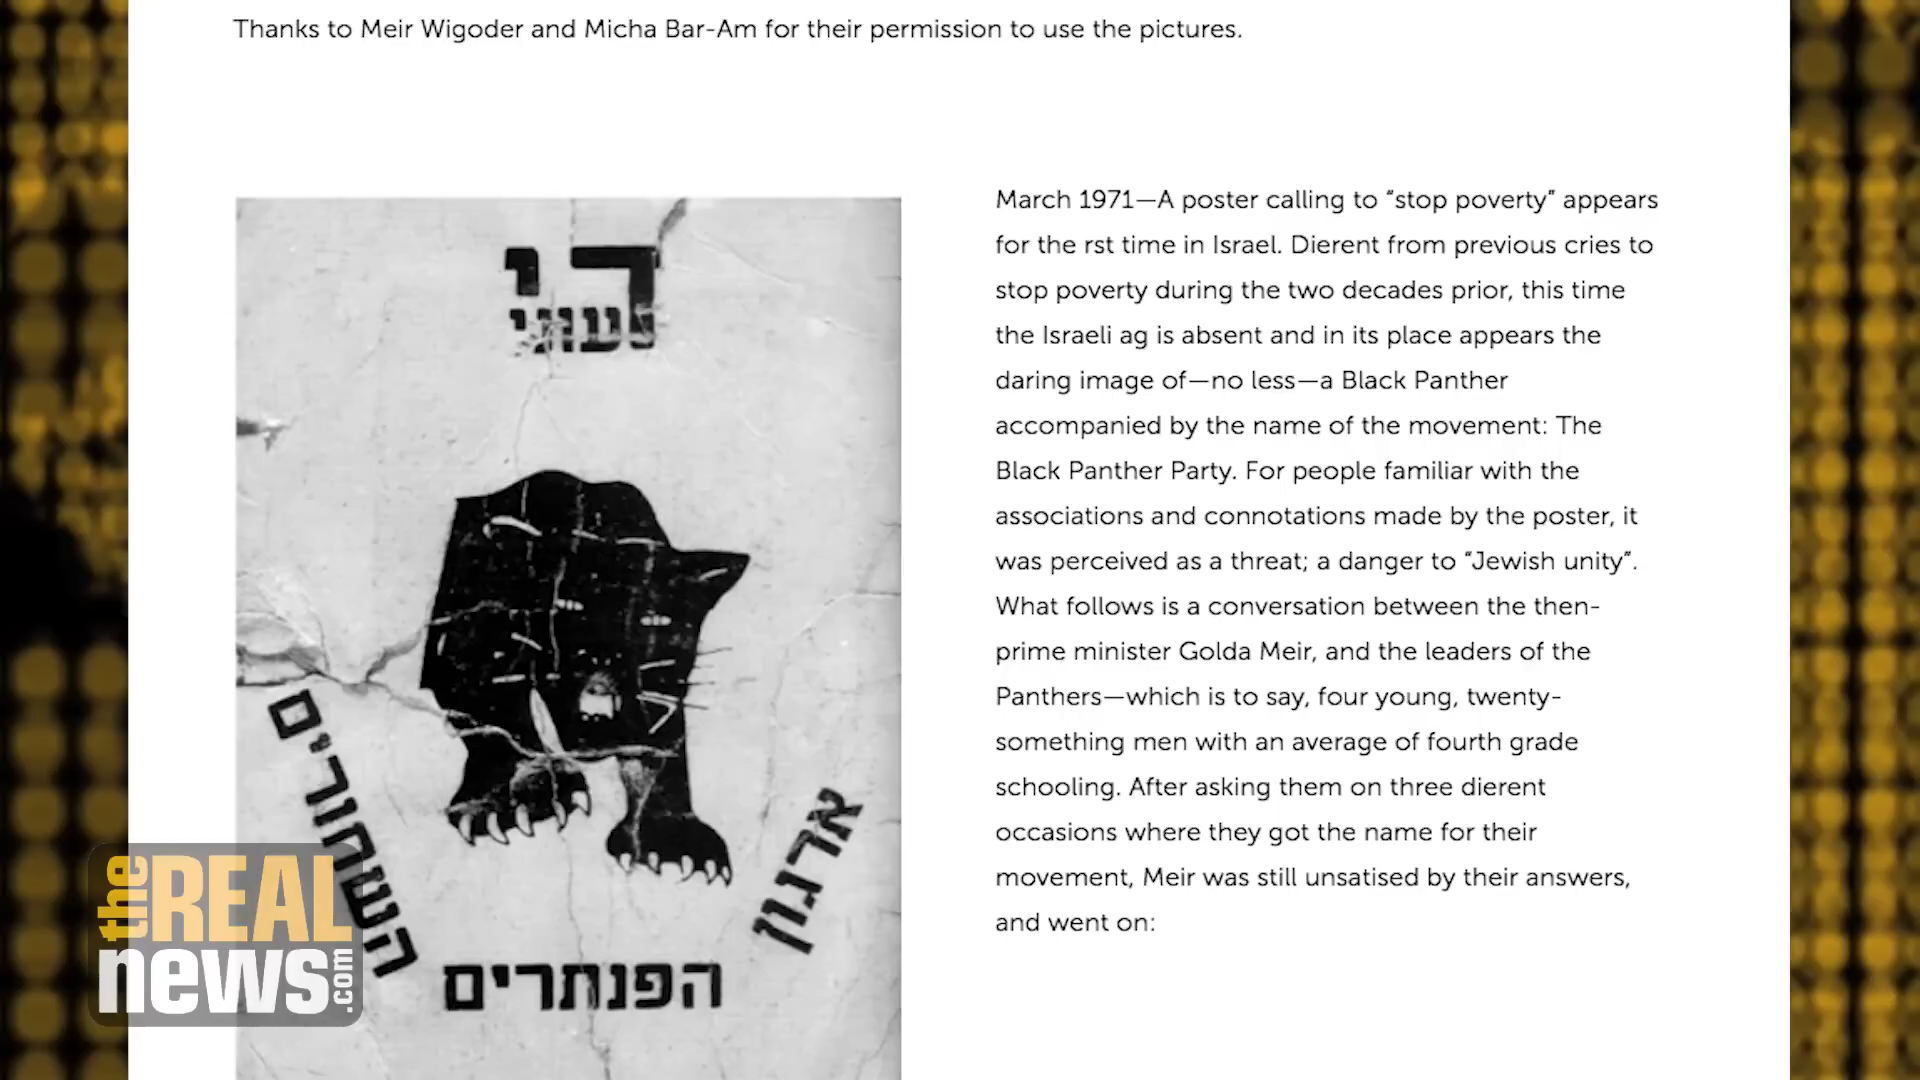 Thanks to Meir Wigoder and Micha Bar-Am for their permission to use the pictures.
די
לעוני
ארגון
הפנתרים
השחורים
March 1971—A poster calling to “stop poverty” appears
for the rst time in Israel. Dierent from previous cries to
stop poverty during the two decades prior, this time
the Israeli ag is absent and in its place appears the
daring image of—no less—a Black Panther
accompanied by the name of the movement: The
Black Panther Party. For people familiar with the
associations and connotations made by the poster, it
was perceived as a threat; a danger to “Jewish unity”.
What follows is a conversation between the then-
prime minister Golda Meir, and the leaders of the
Panthers—which is to say, four young, twenty-
something men with an average of fourth grade
schooling. After asking them on three dierent
occasions where they got the name for their
movement, Meir was still unsatised by their answers,
and went on:
the REAL
news.com